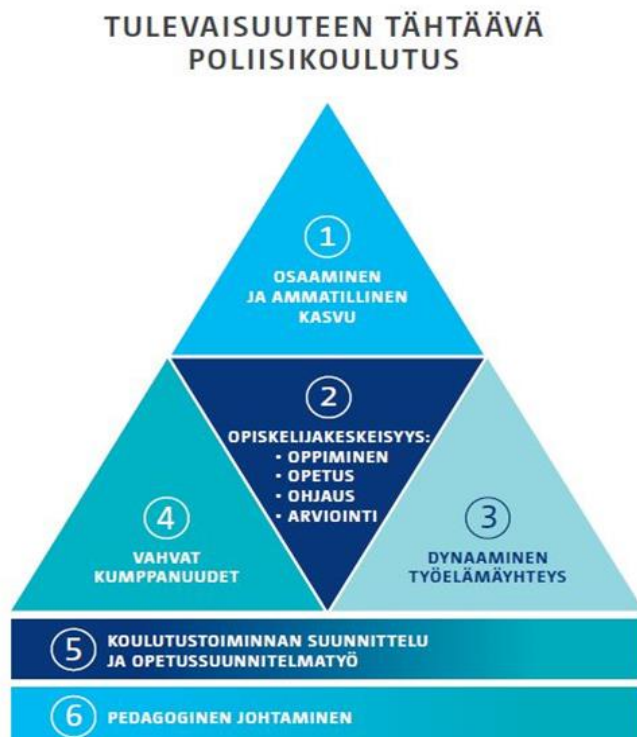 TULEVAISUUTEEN TÄHTÄÄVÄ
POLIISIKOULUTUS
1
OSAAMINEN
JA AMMATILLINEN
KASVU
2
OPISKELIJAKESKEISYYS:
• OPPIMINEN
• OPETUS
• OHJAUS
• ARVIOINTI
4
VAHVAT
KUMPPANUUDET
3
DYNAAMINEN
TYÖELÄMÄYHTEYS
5 KOULUTUSTOIMINNAN SUUNNITTELU
JA OPETUSSUUNNITELMATYÖ
6 PEDAGOGINEN JOHTAMINEN